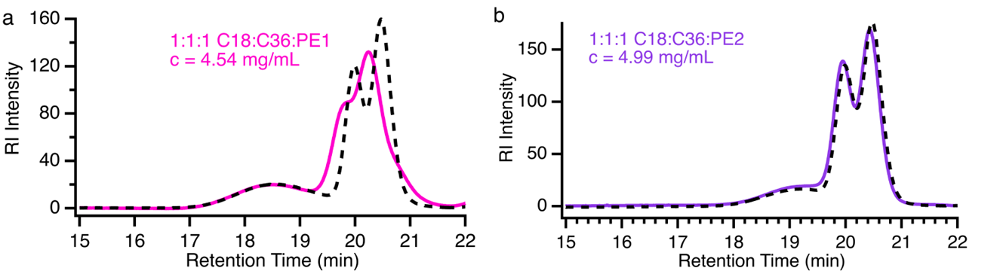 a
160
120
80
40
0
RI Intensity
1:1:1 C18:C36:PE1
c = 4.54 mg/mL
15 16 17 18 19 20 21 22
Retention Time (min)
b
150
100
50
0
RI Intensity
1:1:1 C18:C36:PE2
c = 4.99 mg/mL
15 16 17 18 19 20 21 22
Retention Time (min)